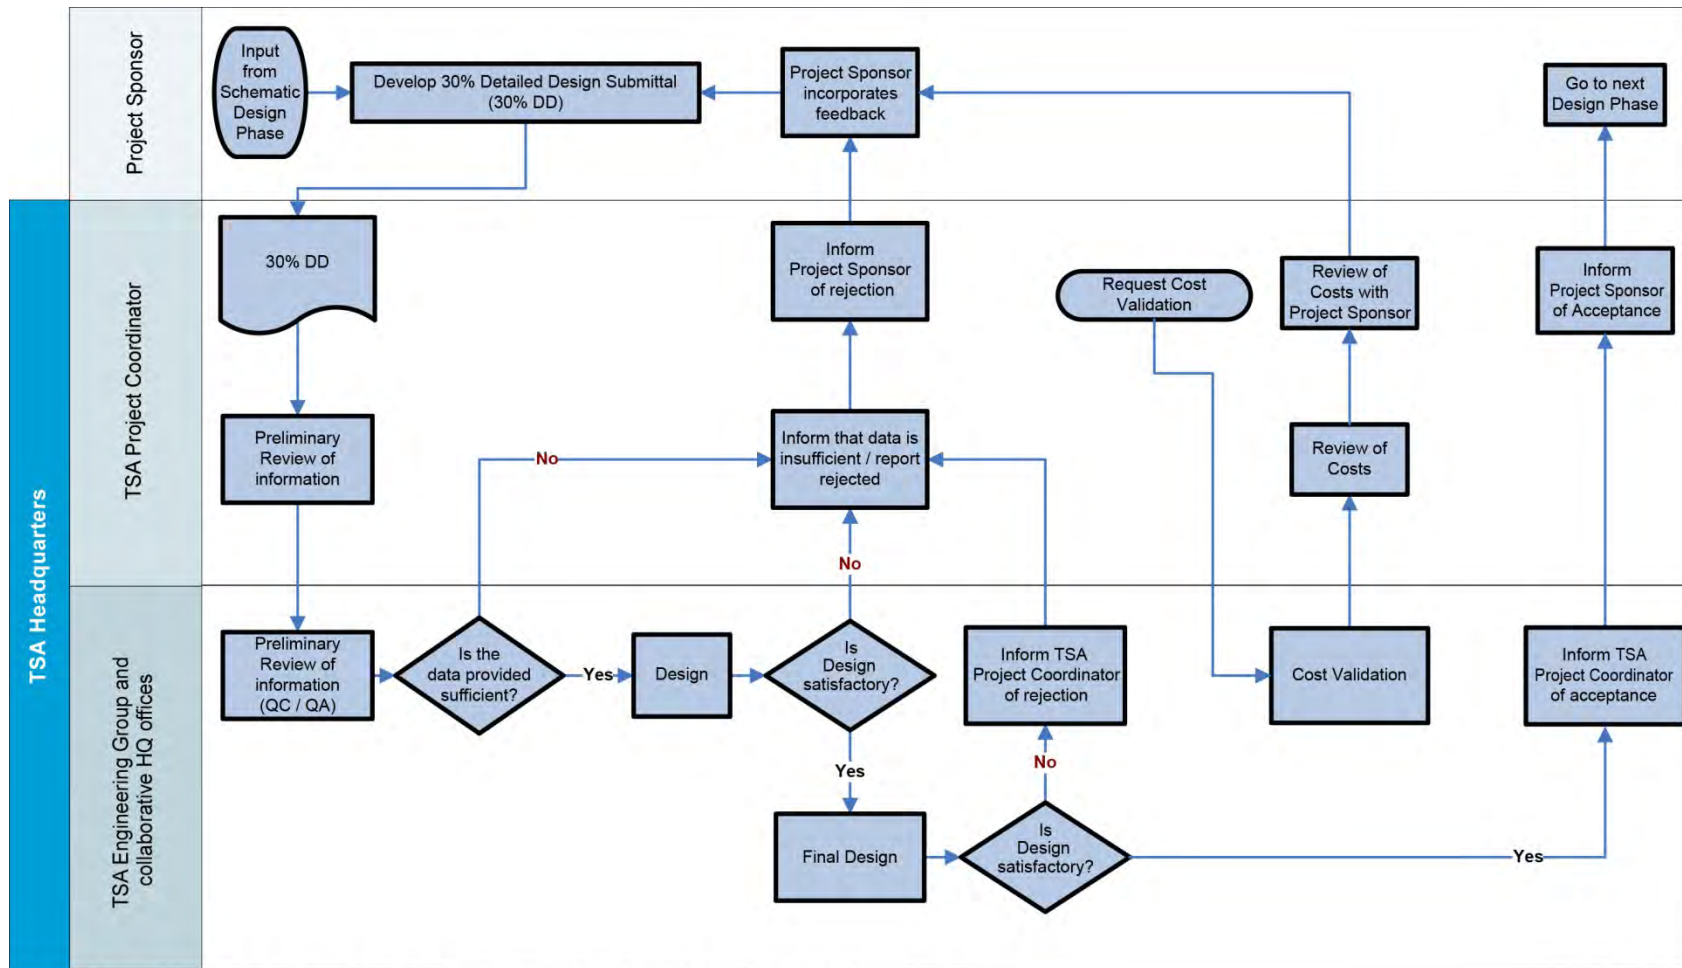 Project Sponsor
Input
from
Schematic
Design
Phase
Develop 30% Detailed Design Submittal
(30% DD)
Project Sponsor
incorporates
feedback
Go to next
Design Phase
TSA Headquarters
TSA Project Coordinator
30% DD
Inform
Project Sponsor
of rejection
Request Cost
Validation
Review of
Costs with
Project Sponsor
Inform
Project Sponsor
of Acceptance
Preliminary
Review of
information
No
Inform that data is
insufficient / report
rejected
Review of
Costs
No
TSA Engineering Group and
collaborative HQ offices
Preliminary
Review of
information
(QC / QA)
Is the
data provided
sufficient?
Yes
Design
Is
Design
satisfactory?
Inform TSA
Project Coordinator
of rejection
Cost Validation
Inform TSA
Project Coordinator
of acceptance
Yes
No
Final Design
Is
Design
satisfactory?
Yes